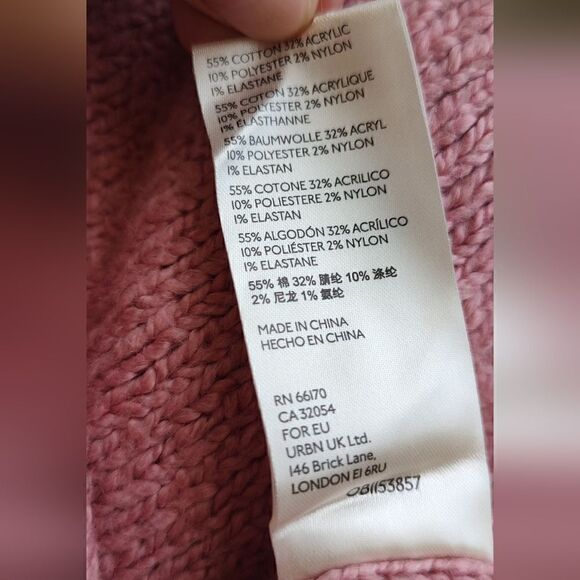 55% COTTON 32% ACRYLIC
10% POLYESTER 2% NYLON
1% ELASTANE
55% COTON 32% ACRYLIQUE
10% POLYESTER 2% NYLON
1% ELASTHANNE
55% BAUMWOLLE 32% ACRYL
10% POLYESTER 2% NYLON
1% ELASTAN
55% COTONE 32% ACRILICO
10% POLIESTERE 2% NYLON
1% ELASTAN
55% ALGODÓN 32% ACRÍLICO
10% POLIÉSTER 2% NYLON
1% ELASTANE
55% 棉 32% 腈纶 10% 涤纶
2% 尼龙 1% 氨纶
MADE IN CHINA
HECHO EN CHINA
RN 66170
CA 32054
FOR EU
URBN UK Ltd.
146 Brick Lane,
LONDON E1 6RU